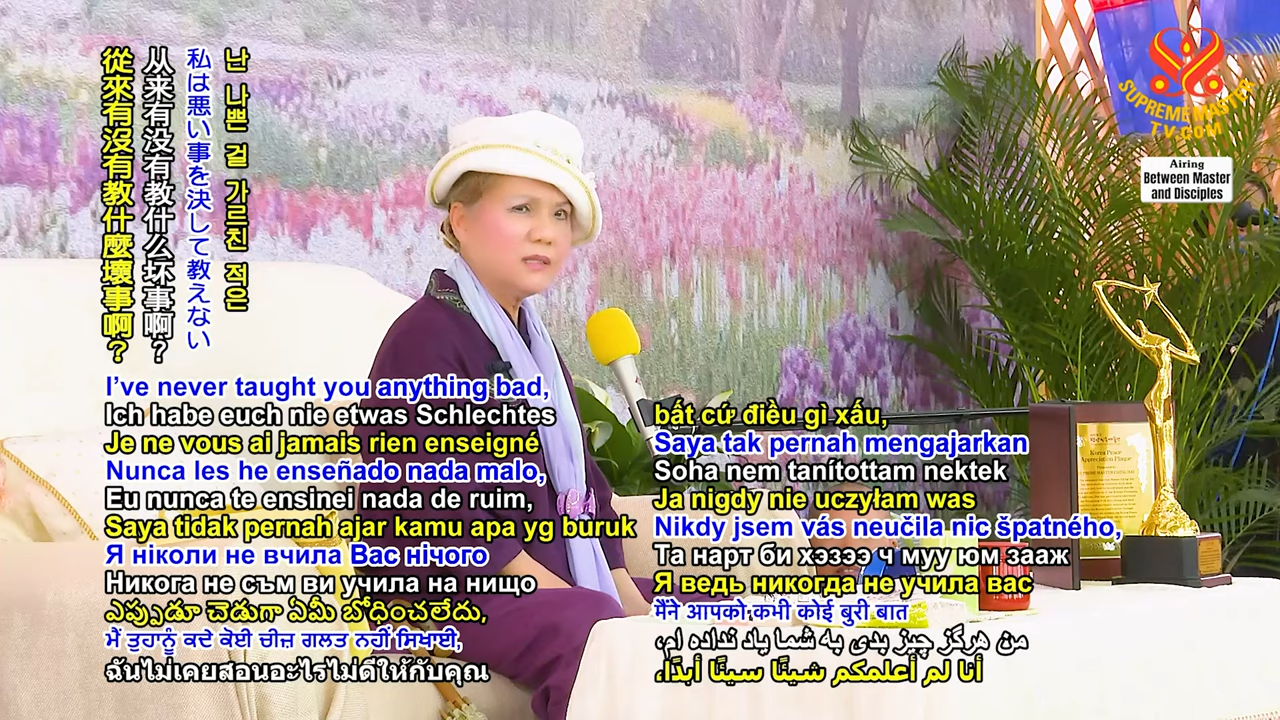 從來有沒有教什麼壞事啊？
从来有没有教什么坏事啊？
私は悪い事を決して教えない
난 나쁜 걸 가르친 적은
I've never taught you anything bad,
Ich habe euch nie etwas Schlechtes
Je ne vous ai jamais rien enseigné
Nunca les he enseñado nada malo,
Eu nunca te ensinei nada de ruim,
Saya tidak pernah ajar kamu apa yg buruk
Я ніколи не вчила Вас нічого
Никога не съм ви учила на нищо
ఎప్పుడూ చెడుగా ఏమీ బోధించలేదు,
ਮੈਂ ਤੁਹਾਨੂੰ ਕਦੇ ਕੋਈ ਚੀਜ਼ ਗਲਤ ਨਹੀਂ ਸਿਖਾਈ,
ฉันไม่เคยสอนอะไรไม่ดีให้กับคุณ
bất cứ điều gì xấu,
Saya tak pernah mengajarkan
Soha nem tanítottam nektek
Ja nigdy nie uczyłam was
Nikdy jsem vás neučila nic špatného,
Та нарт би хэзээ ч муу юм зааж
Я ведь никогда не учила вас
मैंने आपको कभी कोई बुरी बात
من هرگز چیز بدی به شما یاد نداده ام،
أنا لم أعلمكم شيئًا سيئًا أبدًا،
SUPREME MASTER
TV.COM
Airing
Between Master
and Disciples
Korea Peace
Appreciation Plaque